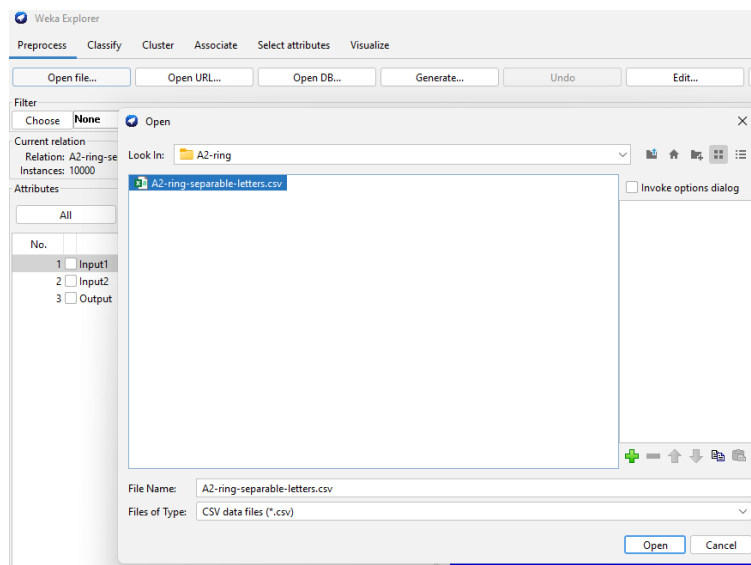 Weka Explorer
Preprocess Classify Cluster Associate Select attributes Visualize
Open file... Open URL... Open DB... Generate... Undo Edit...
Filter
Choose None
Open
Current relation
Relation: A2-ring-se
Instances: 10000
Look In: A2-ring
A2-ring-separable-letters.csv
Invoke options dialog
Attributes
All
No.
1 Input1
2 Input2
3 Output
File Name: A2-ring-separable-letters.csv
Files of Type: CSV data files (*.csv)
Open Cancel